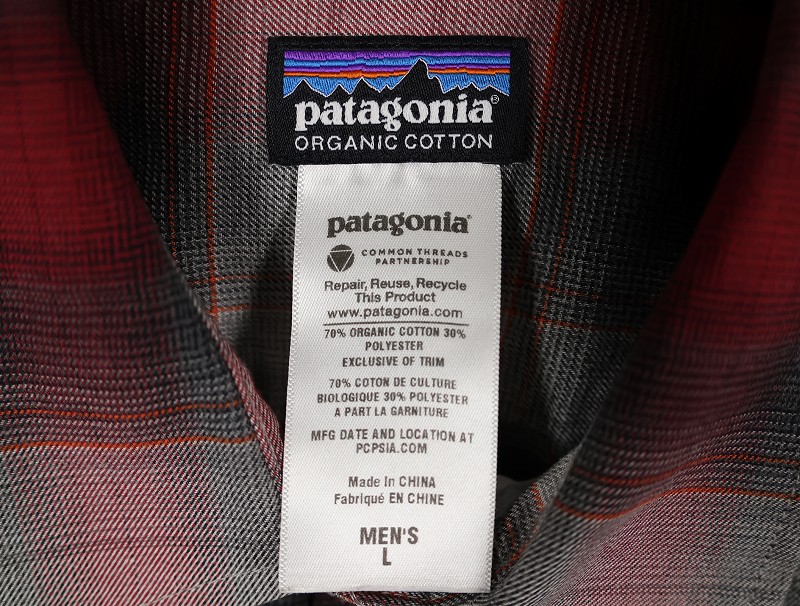 patagonia®
ORGANIC COTTON
patagonia®
COMMON THREADS
PARTNERSHIP
Repair, Reuse, Recycle
This Product
www.patagonia.com
70% ORGANIC COTTON 30%
POLYESTER
EXCLUSIVE OF TRIM
70% COTON DE CULTURE
BIOLOGIQUE 30% POLYESTER
A PART LA GARNITURE
MFG DATE AND LOCATION AT
PCPSIA.COM
Made In CHINA
Fabriqué EN CHINE
MEN'S
L